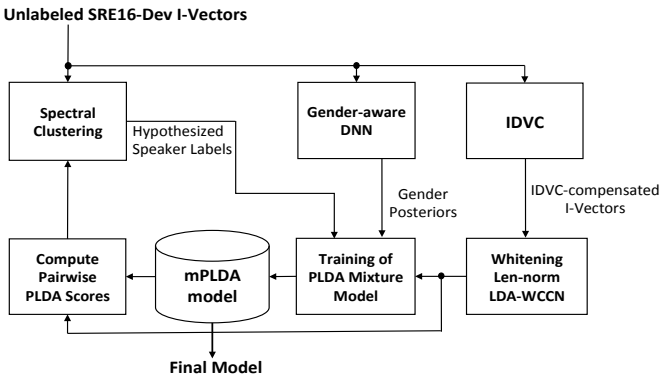 Unlabeled SRE16-Dev I-Vectors
Spectral
Clustering
Hypothesized
Speaker Labels
Gender-aware
DNN
IDVC
Gender
Posteriors
IDVC-compensated
I-Vectors
Compute
Pairwise
PLDA Scores
mPLDA
model
Training of
PLDA Mixture
Model
Whitening
Len-norm
LDA-WCCN
Final Model